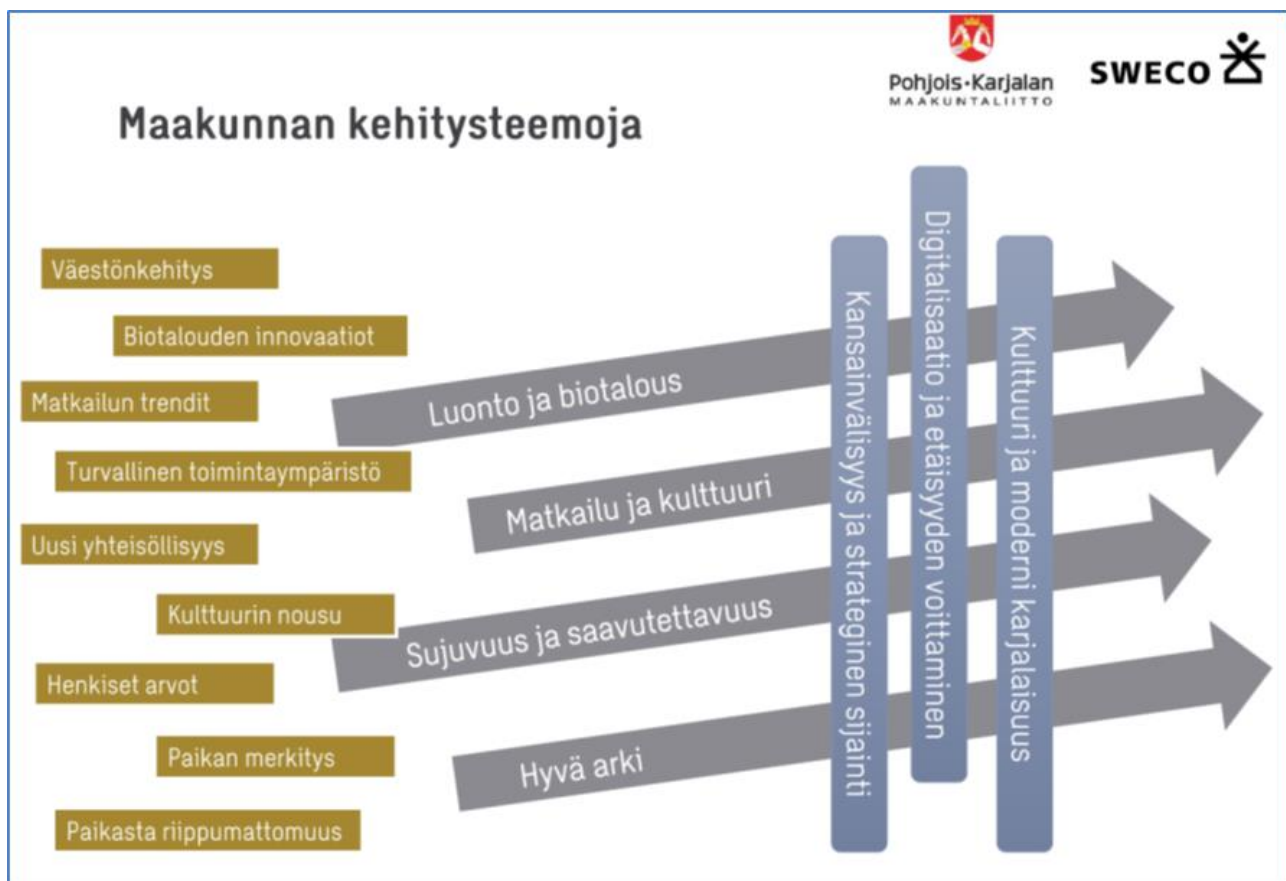 Pohjois-Karjalan
MAAKUNTALIITTO
SWECO
Maakunnan kehitysteemoja
Väestönkehitys
Biotalouden innovaatiot
Matkailun trendit
Turvallinen toimintaympäristö
Uusi yhteisöllisyys
Kulttuurin nousu
Henkiset arvot
Paikan merkitys
Paikasta riippumattomuus
Luonto ja biotalous
Matkailu ja kulttuuri
Sujuvuus ja saavutettavuus
Hyvä arki
Kansainvälisyys ja strateginen sijainti
Digitalisaatio ja etäisyyden voittaminen
Kulttuuri ja moderni karjalaisuus